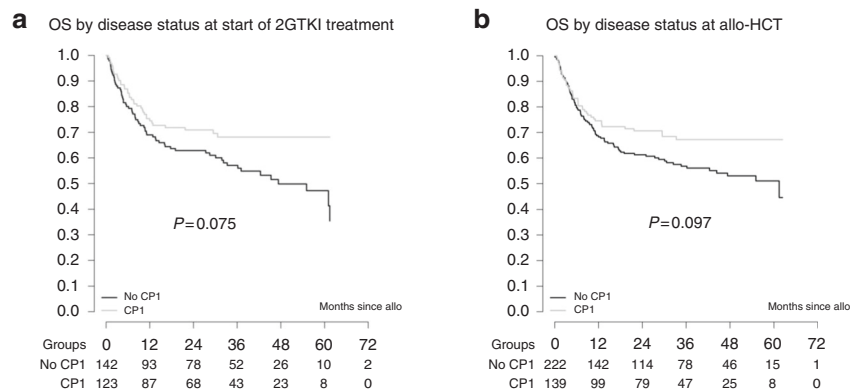 a OS by disease status at start of 2GTKI treatment
1.0
0.9
0.8
0.7
0.6
0.5
0.4
0.3
0.2
0.1
0.0
P=0.075
No CP1
CP1
Months since allo
Groups 0 12 24 36 48 60 72
No CP1 142 93 78 52 26 10 2
CP1 123 87 68 43 23 8 0
b OS by disease status at allo-HCT
1.0
0.9
0.8
0.7
0.6
0.5
0.4
0.3
0.2
0.1
0.0
P=0.097
No CP1
CP1
Months since allo
Groups 0 12 24 36 48 60 72
No CP1 222 142 114 78 46 15 1
CP1 139 99 79 47 25 8 0